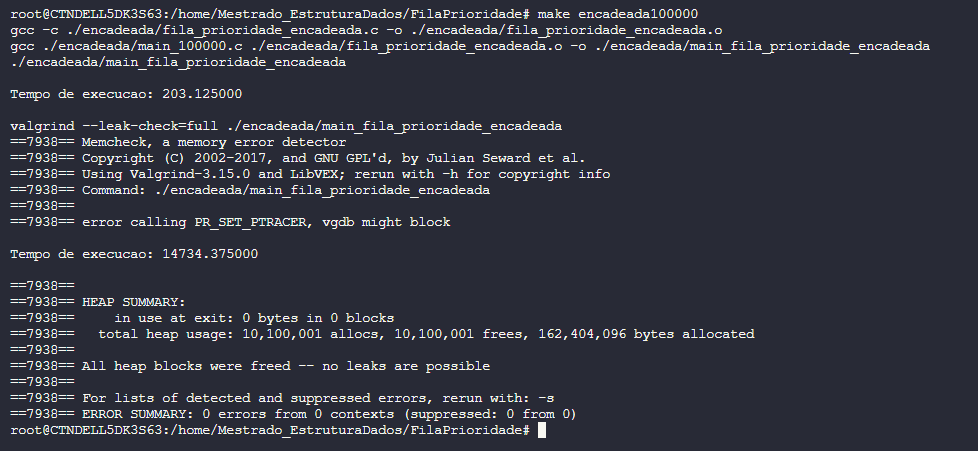 root@CTNDELL5DK3S63:/home/Mestrado_EstruturaDados/FilaPrioridade# make encadeada100000
gcc -c ./encadeada/fila_prioridade_encadeada.c -o ./encadeada/fila_prioridade_encadeada.o
gcc ./encadeada/main_100000.c ./encadeada/fila_prioridade_encadeada.o -o ./encadeada/main_fila_prioridade_encadeada
./encadeada/main_fila_prioridade_encadeada
Tempo de execucao: 203.125000
valgrind --leak-check=full ./encadeada/main_fila_prioridade_encadeada
==7938== Memcheck, a memory error detector
==7938== Copyright (C) 2002-2017, and GNU GPL'd, by Julian Seward et al.
==7938== Using Valgrind-3.15.0 and LibVEX; rerun with -h for copyright info
==7938== Command: ./encadeada/main_fila_prioridade_encadeada
==7938==
==7938== error calling PR_SET_PTRACER, vgdb might block
Tempo de execucao: 14734.375000
==7938==
==7938== HEAP SUMMARY:
==7938==     in use at exit: 0 bytes in 0 blocks
==7938==   total heap usage: 10,100,001 allocs, 10,100,001 frees, 162,404,096 bytes allocated
==7938==
==7938== All heap blocks were freed -- no leaks are possible
==7938==
==7938== For lists of detected and suppressed errors, rerun with: -s
==7938== ERROR SUMMARY: 0 errors from 0 contexts (suppressed: 0 from 0)
root@CTNDELL5DK3S63:/home/Mestrado_EstruturaDados/FilaPrioridade#